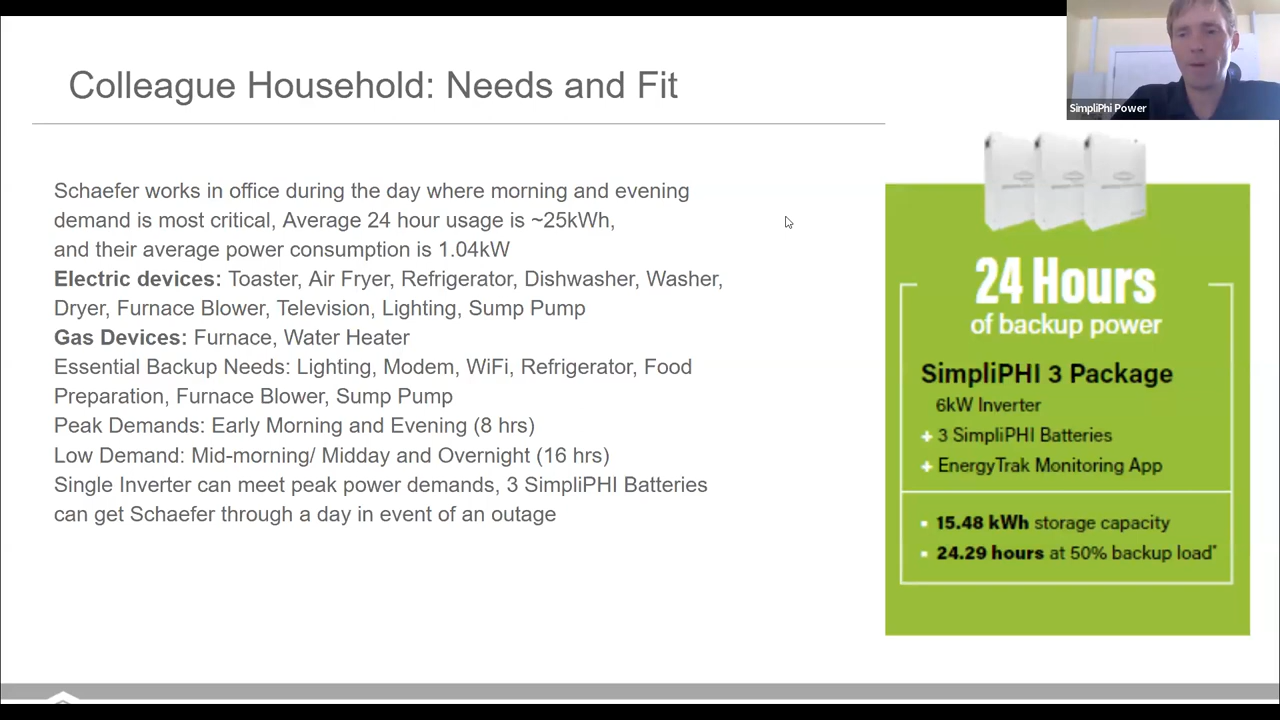 Colleague Household: Needs and Fit
SimpliPhi Power
Schaefer works in office during the day where morning and evening
demand is most critical, Average 24 hour usage is ~25kWh,
and their average power consumption is 1.04kW
Electric devices: Toaster, Air Fryer, Refrigerator, Dishwasher, Washer,
Dryer, Furnace Blower, Television, Lighting, Sump Pump
Gas Devices: Furnace, Water Heater
Essential Backup Needs: Lighting, Modem, WiFi, Refrigerator, Food
Preparation, Furnace Blower, Sump Pump
Peak Demands: Early Morning and Evening (8 hrs)
Low Demand: Mid-morning/ Midday and Overnight (16 hrs)
Single Inverter can meet peak power demands, 3 SimpliPHI Batteries
can get Schaefer through a day in event of an outage
24 Hours
of backup power
SimpliPHI 3 Package
6kW Inverter
+ 3 SimpliPHI Batteries
+ EnergyTrak Monitoring App
15.48 kWh storage capacity
24.29 hours at 50% backup load*